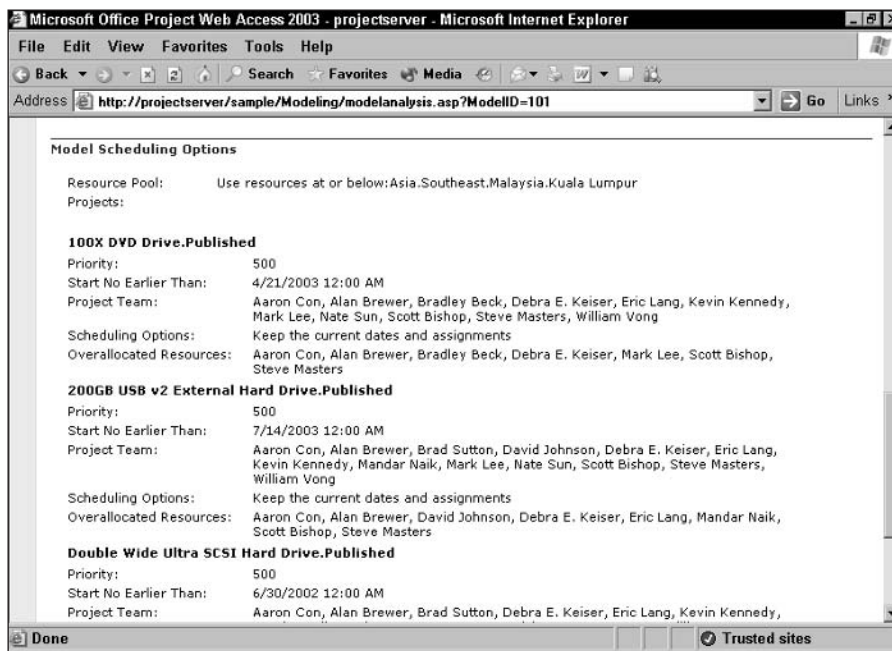 Microsoft Office Project Web Access 2003 - projectserver - Microsoft Internet Explorer
File Edit View Favorites Tools Help
Back Search Favorites Media
Address http://projectserver/sample/Modeling/modelanalysis.asp?ModelID=101 Go Links
Model Scheduling Options
Resource Pool: Use resources at or below:Asia.Southeast.Malaysia.Kuala Lumpur
Projects:
100X DVD Drive.Published
Priority: 500
Start No Earlier Than: 4/21/2003 12:00 AM
Project Team: Aaron Con, Alan Brewer, Bradley Beck, Debra E. Keiser, Eric Lang, Kevin Kennedy,
Mark Lee, Nate Sun, Scott Bishop, Steve Masters, William Vong
Scheduling Options: Keep the current dates and assignments
Overallocated Resources: Aaron Con, Alan Brewer, Bradley Beck, Debra E. Keiser, Mark Lee, Scott Bishop,
Steve Masters
200GB USB v2 External Hard Drive.Published
Priority: 500
Start No Earlier Than: 7/14/2003 12:00 AM
Project Team: Aaron Con, Alan Brewer, Brad Sutton, David Johnson, Debra E. Keiser, Eric Lang,
Kevin Kennedy, Mandar Naik, Mark Lee, Nate Sun, Scott Bishop, Steve Masters,
William Vong
Scheduling Options: Keep the current dates and assignments
Overallocated Resources: Aaron Con, Alan Brewer, David Johnson, Debra E. Keiser, Eric Lang, Mandar Naik,
Scott Bishop, Steve Masters
Double Wide Ultra SCSI Hard Drive.Published
Priority: 500
Start No Earlier Than: 6/30/2002 12:00 AM
Project Team: Aaron Con, Alan Brewer, Brad Sutton, Debra E. Keiser, Eric Lang, Kevin Kennedy,
Done Trusted sites